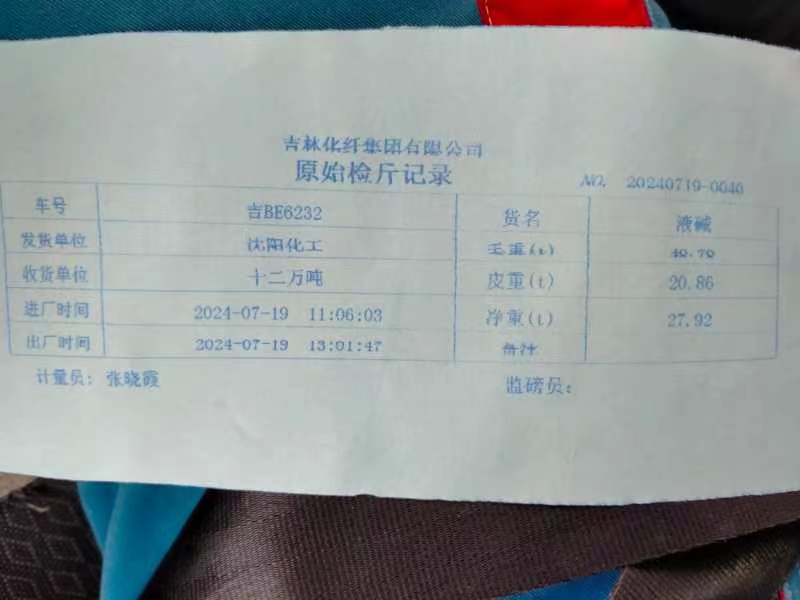 吉林化纤集团有限公司
原始检斤记录
NO. 20240719-0040
车号 吉BE6232 货名 液碱
发货单位 沈阳化工 毛重(t)
收货单位 十二万吨 皮重(t) 20.86
进厂时间 2024-07-19 11:06:03 净重(t) 27.92
出厂时间 2024-07-19 13:01:47 备注
计量员: 张晓霞 监磅员: